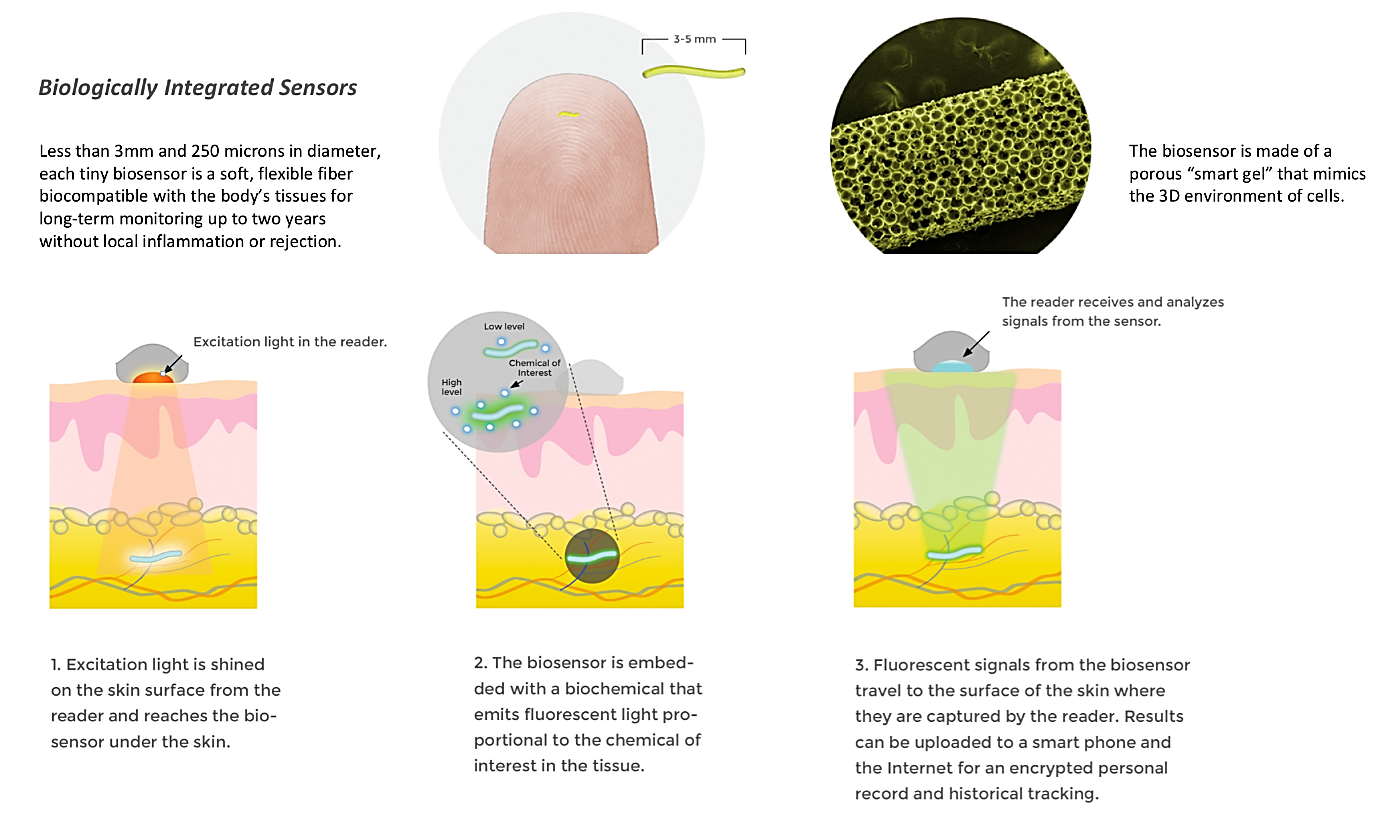 Biologically Integrated Sensors
Less than 3mm and 250 microns in diameter,
each tiny biosensor is a soft, flexible fiber
biocompatible with the body's tissues for
long-term monitoring up to two years
without local inflammation or rejection.
3-5 mm
The biosensor is made of a
porous "smart gel" that mimics
the 3D environment of cells.
Excitation light in the reader.
Low level
Chemical of
Interest
High
level
The reader receives and analyzes
signals from the sensor.
1. Excitation light is shined
on the skin surface from the
reader and reaches the bio-
sensor under the skin.
2. The biosensor is embed-
ded with a biochemical that
emits fluorescent light pro-
portional to the chemical of
interest in the tissue.
3. Fluorescent signals from the biosensor
travel to the surface of the skin where
they are captured by the reader. Results
can be uploaded to a smart phone and
the Internet for an encrypted personal
record and historical tracking.